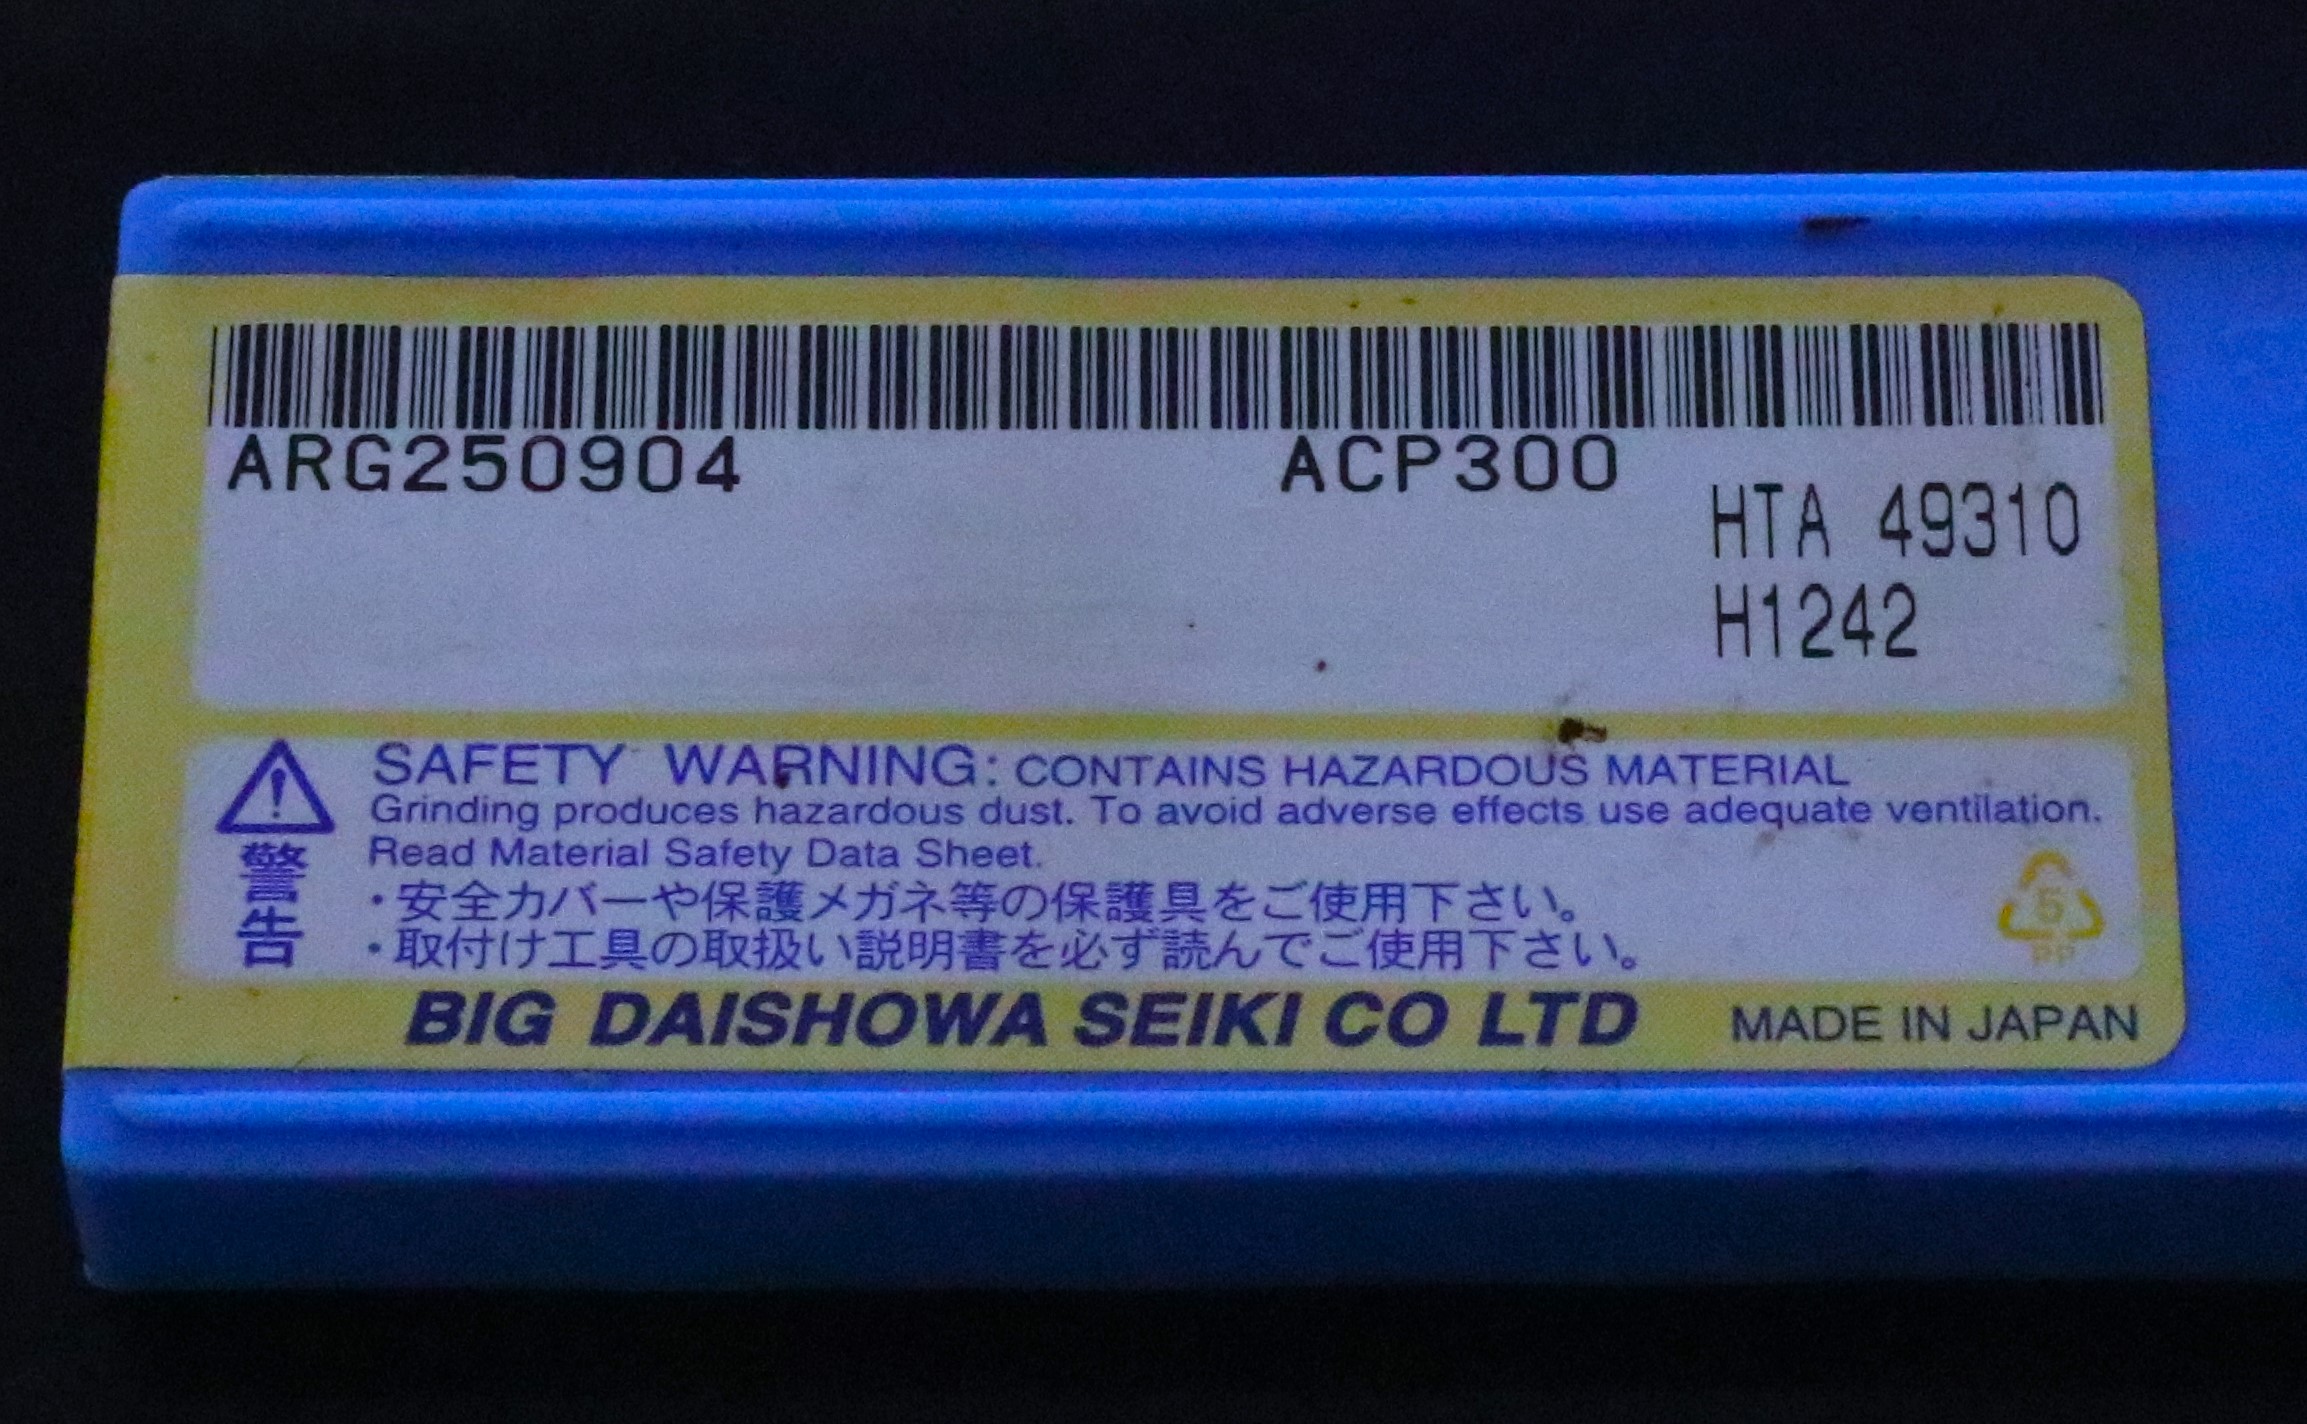 ARG250904 ACP300
HTA 49310
H1242
SAFETY WARNING: CONTAINS HAZARDOUS MATERIAL
Grinding produces hazardous dust. To avoid adverse effects use adequate ventilation.
Read Material Safety Data Sheet.
警告
・安全カバーや保護メガネ等の保護具をご使用下さい。
・取付け工具の取扱い説明書を必ず読んでご使用下さい。
5
PP
BIG DAISHOWA SEIKI CO LTD MADE IN JAPAN